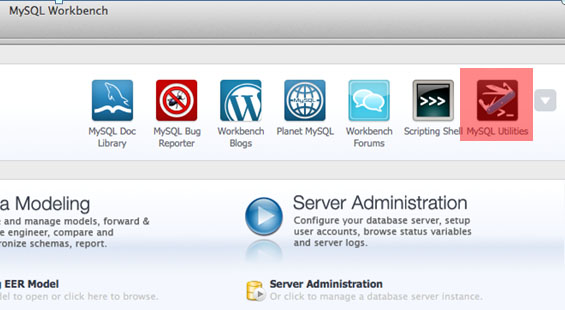 MySQL Workbench
MySQL Doc Library
MySQL Bug Reporter
Workbench Blogs
Planet MySQL
Workbench Forums
>>>
Scripting Shell
MySQL Utilities
a Modeling
e and manage models, forward &
e engineer, compare and
ronize schemas, report.
Server Administration
Configure your database server, setup
user accounts, browse status variables
and server logs.
g EER Model
del to open or click here to browse.
Server Administration
Or click to manage a database server instance.